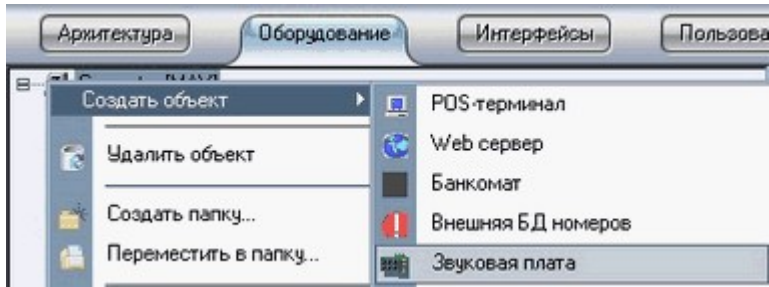 Архитектура Оборудование Интерфейсы Пользова
Создать объект
POS-терминал
Удалить объект
Web сервер
Банкомат
Создать папку...
Внешняя БД номеров
Переместить в папку...
Звуковая плата